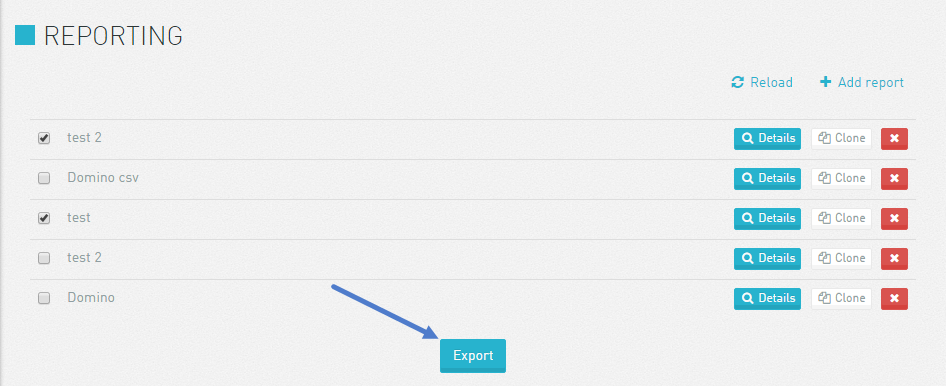 REPORTING
Reload Add report
test 2 Details Clone
Domino csv Details Clone
test Details Clone
test 2 Details Clone
Domino Details Clone
Export